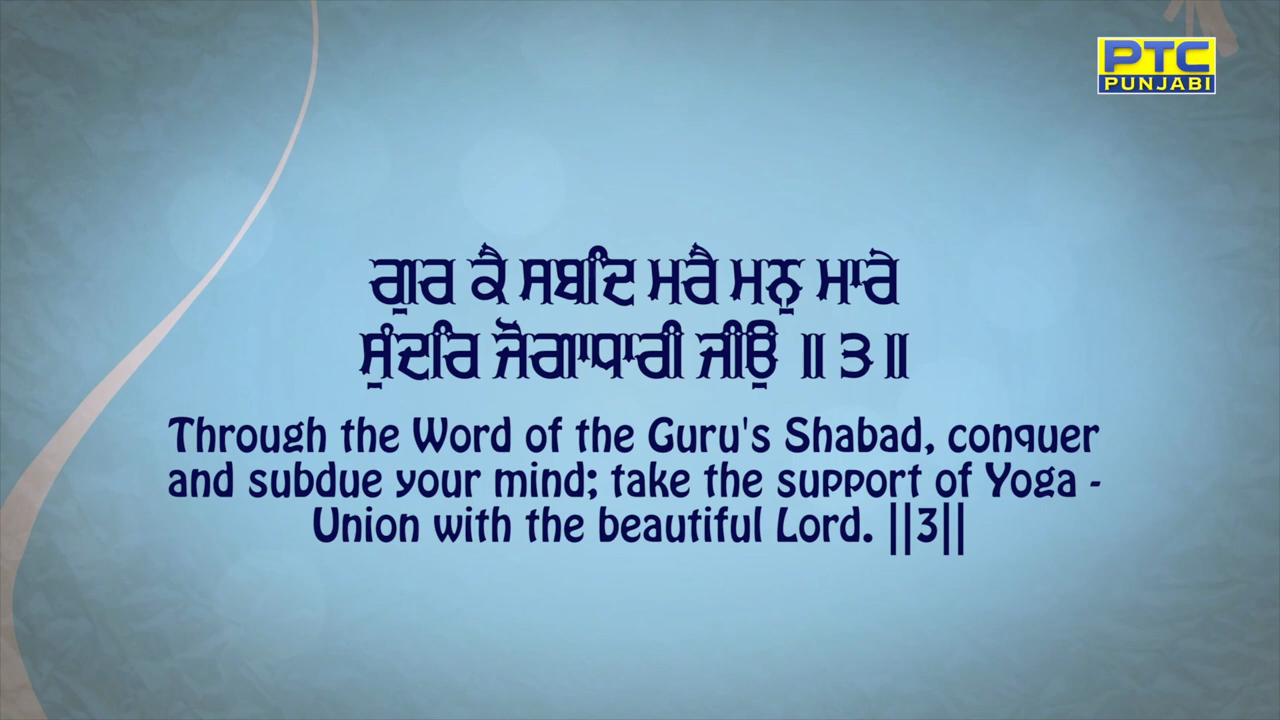 PTC
PUNJABI
ਗੁਰ ਕੈ ਸਬਦਿ ਮਰੈ ਮਨੁ ਮਾਰੇ
ਸੁੰਦਰਿ ਜੋਗਾਧਾਰੀ ਜੀਉ ॥੩॥
Through the Word of the Guru's Shabad, conquer
and subdue your mind; take the support of Yoga -
Union with the beautiful Lord. ||3||